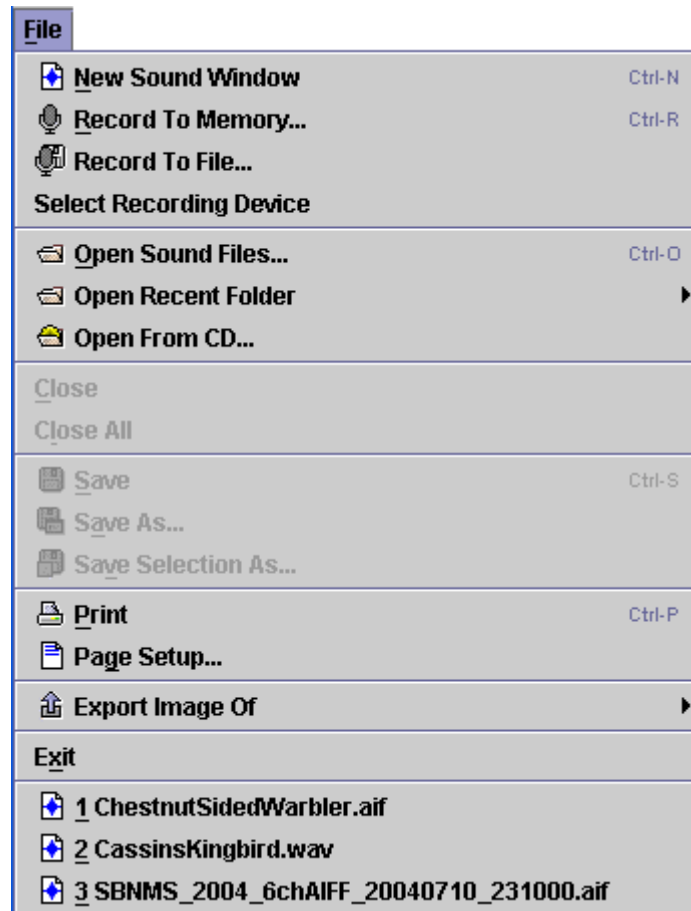 File
New Sound Window Ctrl-N
Record To Memory... Ctrl-R
Record To File...
Select Recording Device
Open Sound Files... Ctrl-O
Open Recent Folder
Open From CD...
Close
Close All
Save Ctrl-S
Save As...
Save Selection As...
Print Ctrl-P
Page Setup...
Export Image Of
Exit
1 ChestnutSidedWarbler.aif
2 CassinsKingbird.wav
3 SBNMS_2004_6chAIFF_20040710_231000.aif